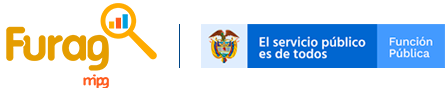 Furag
mipg
El servicio público
es de todos
Función
Pública